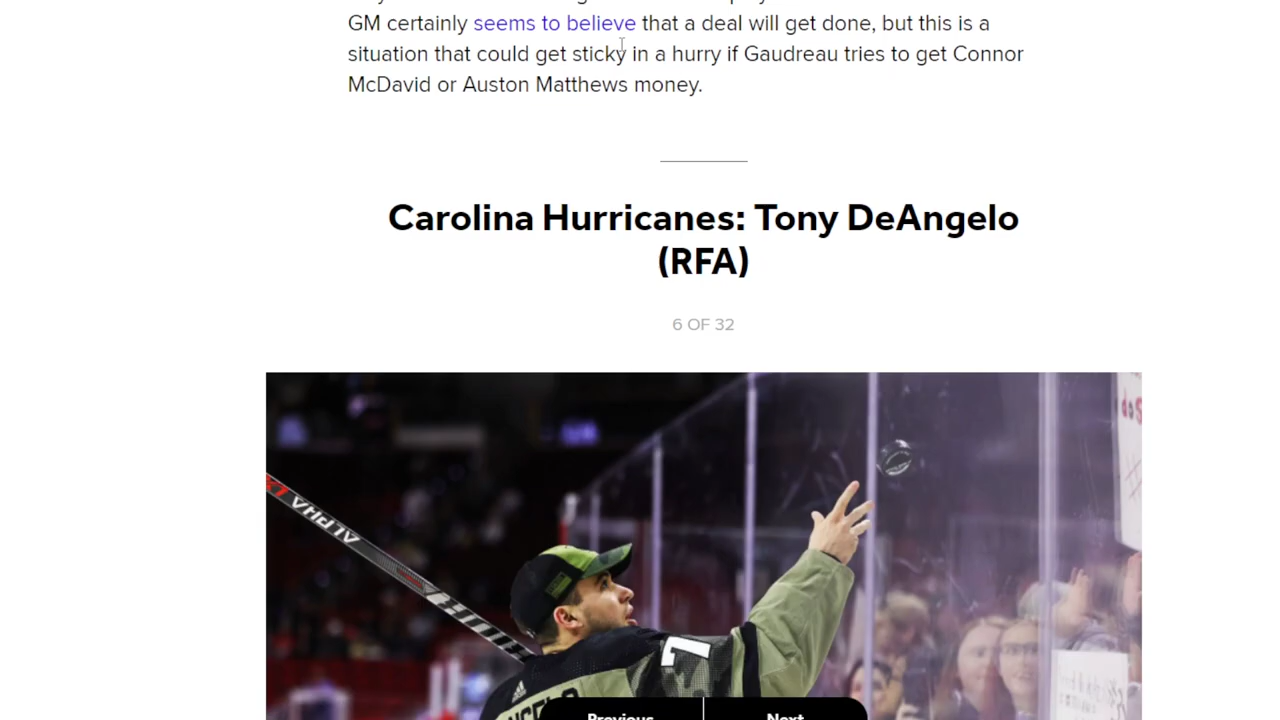 GM certainly seems to believe that a deal will get done, but this is a
situation that could get sticky in a hurry if Gaudreau tries to get Connor
McDavid or Auston Matthews money.
Carolina Hurricanes: Tony DeAngelo
(RFA)
6 OF 32
ALPHA
7
Previous
Next